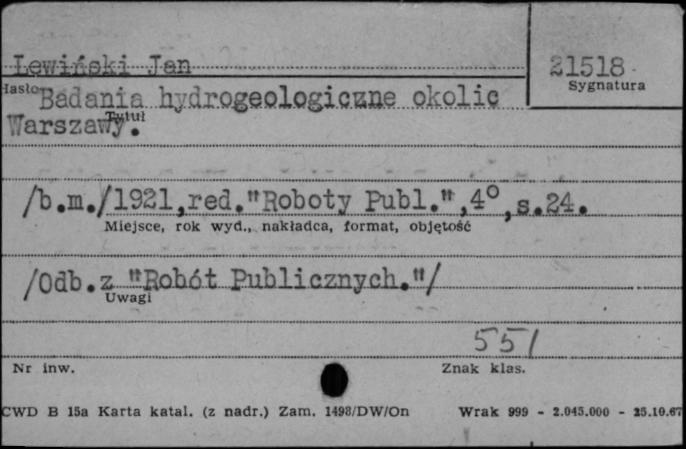 Lewiński Jan
21518
Hasło
Sygnatura
Badania hydrogeologiczne okolic
Warszawy.
Tytuł
/b.m./1921,red."Roboty Publ.",4°,s.24.
Miejsce, rok wyd., nakładca, format, objętość
/Odb.z "Robót Publicznych."/
Uwagi
551
Nr inw.
Znak klas.
CWD B 15a Karta katal. (z nadr.) Zam. 1498/DW/On Wrak 999 - 2.045.000 - 25.10.67